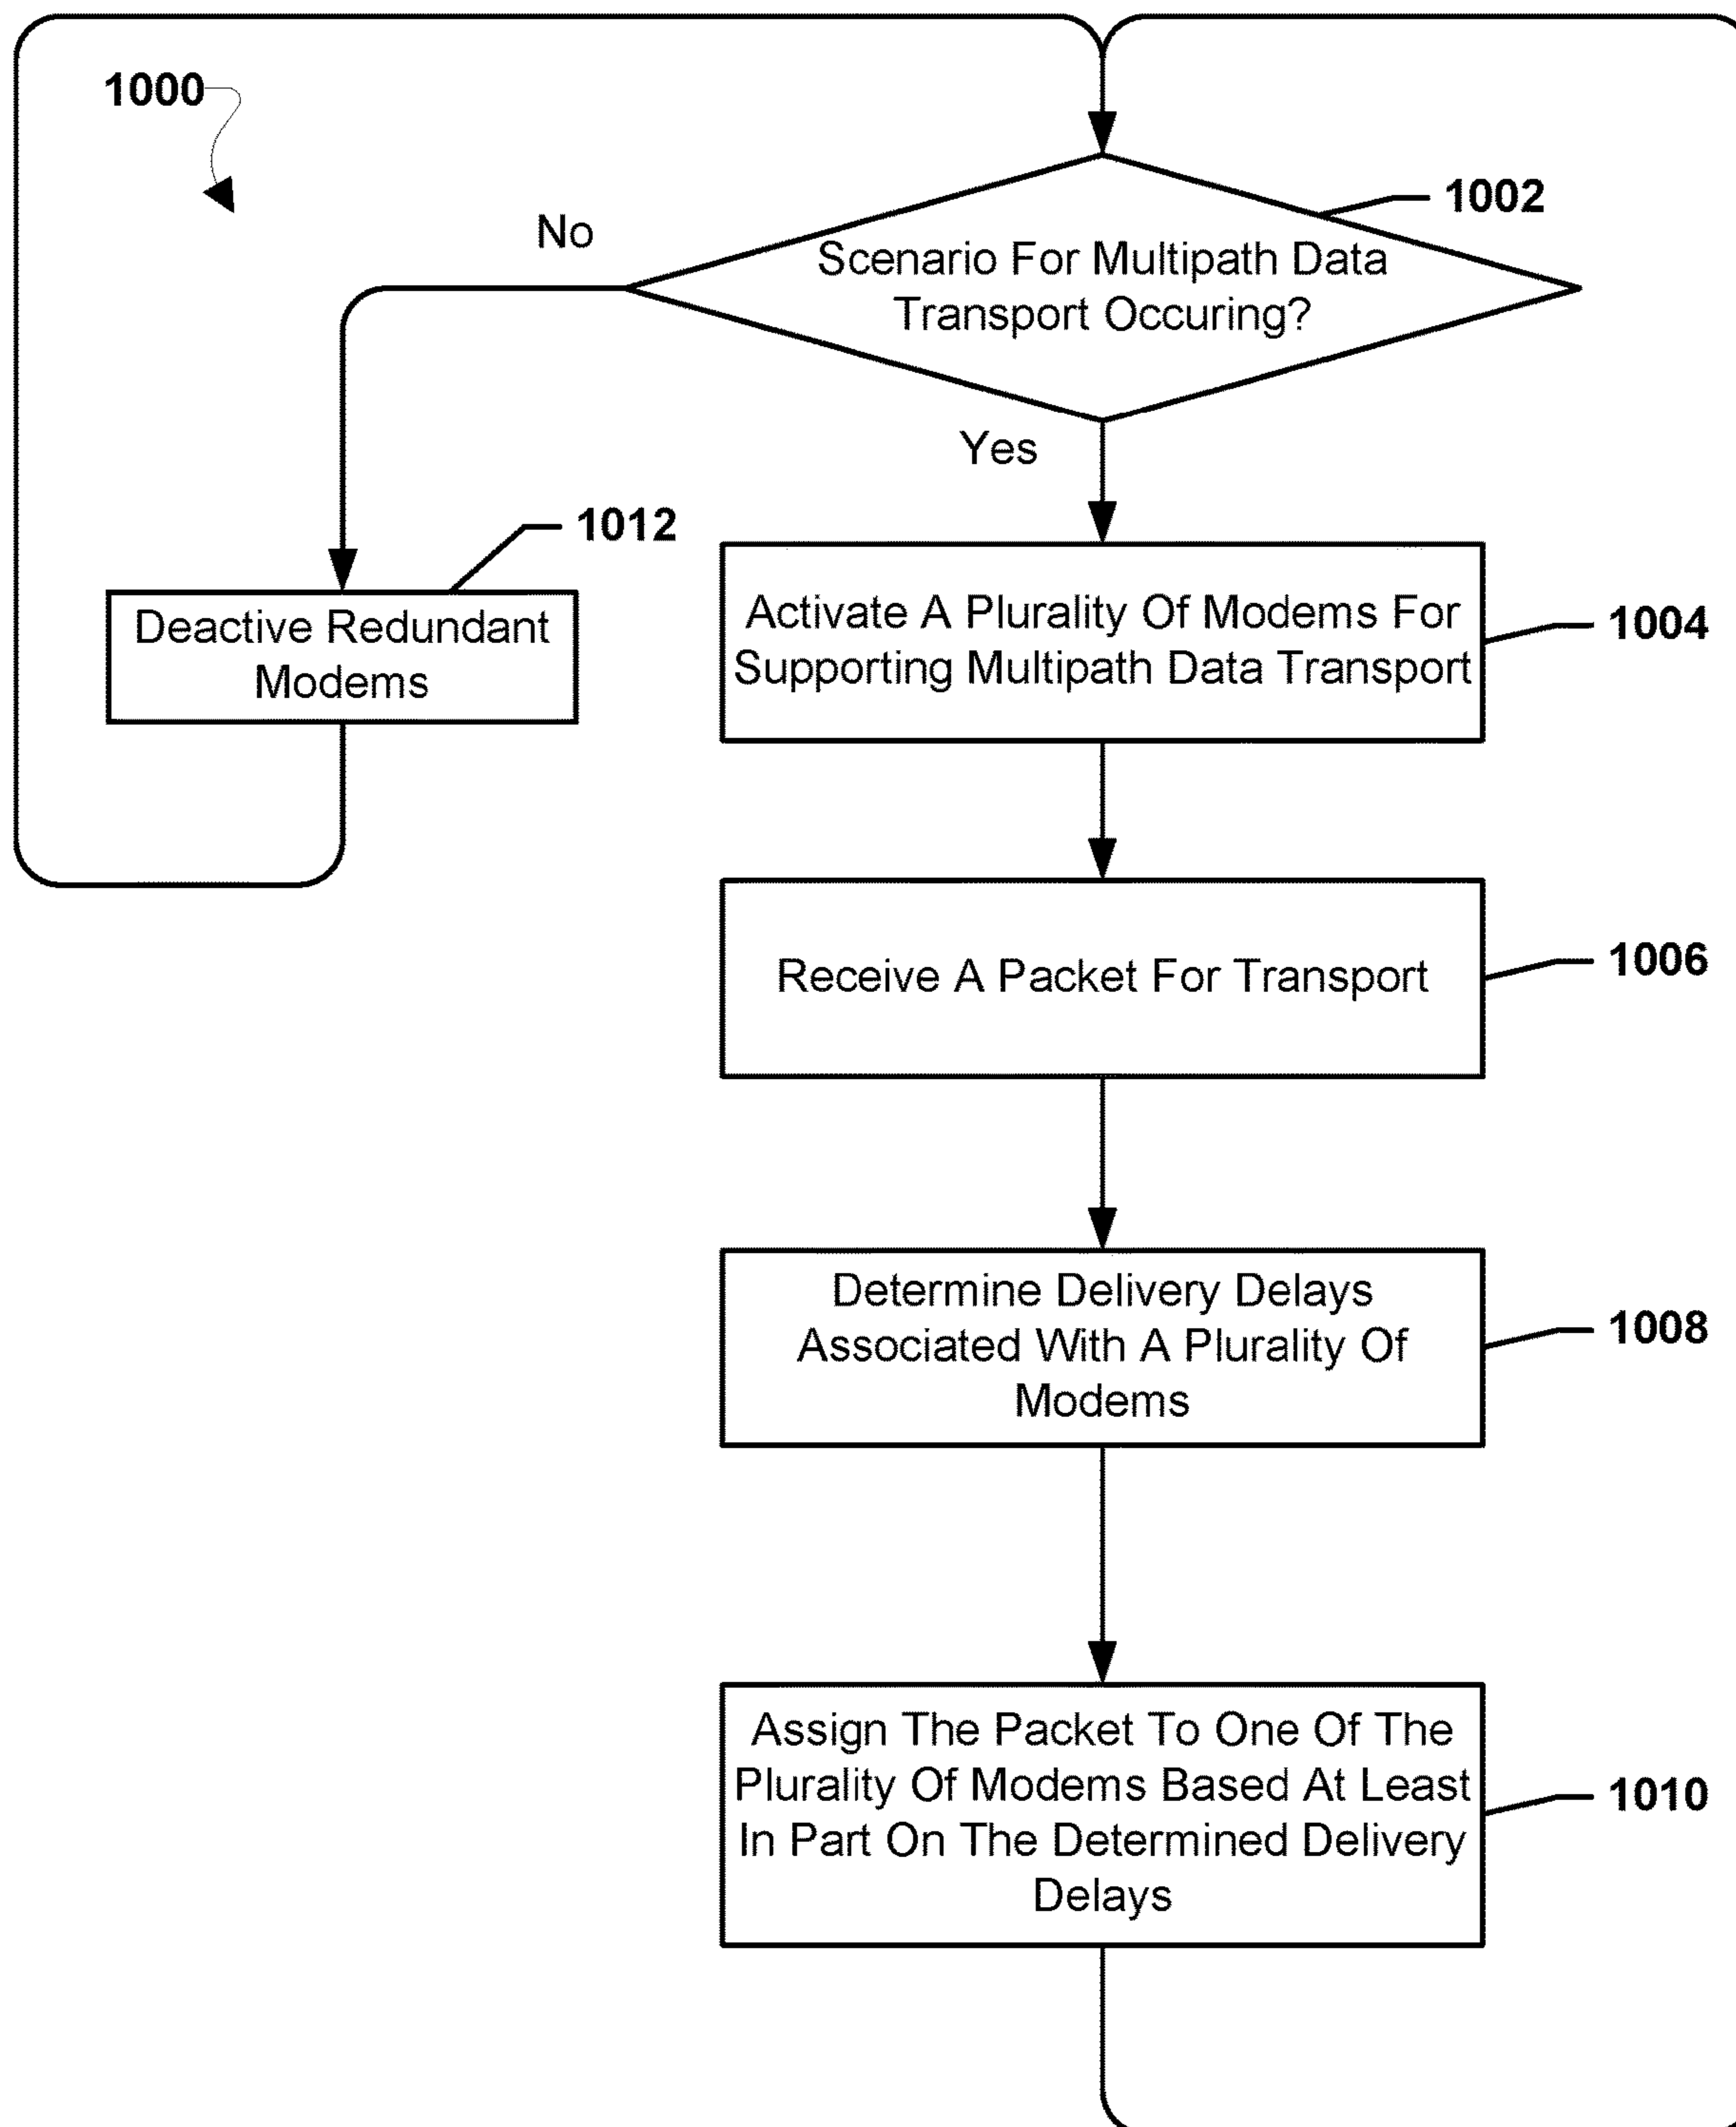 1000
1002
No
Scenario For Multipath Data
Transport Occuring?
Yes
1012
Deactive Redundant
Modems
Activate A Plurality Of Modems For
Supporting Multipath Data Transport
1004
Receive A Packet For Transport
1006
Determine Delivery Delays
Associated With A Plurality Of
Modems
1008
Assign The Packet To One Of The
Plurality Of Modems Based At Least
In Part On The Determined Delivery
Delays
1010